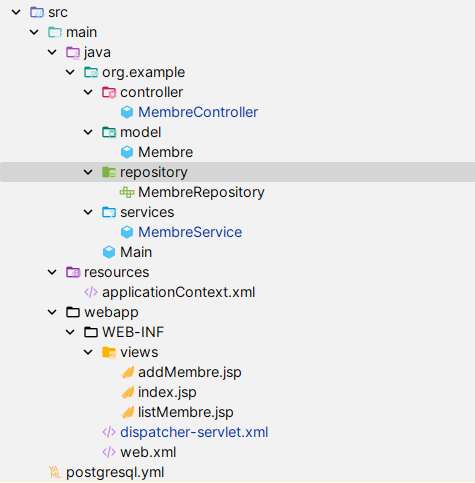 src
main
java
org.example
controller
MembreController
model
Membre
repository
MembreRepository
services
MembreService
Main
resources
applicationContext.xml
webapp
WEB-INF
views
addMembre.jsp
index.jsp
listMembre.jsp
dispatcher-servlet.xml
web.xml
postgresql.yml